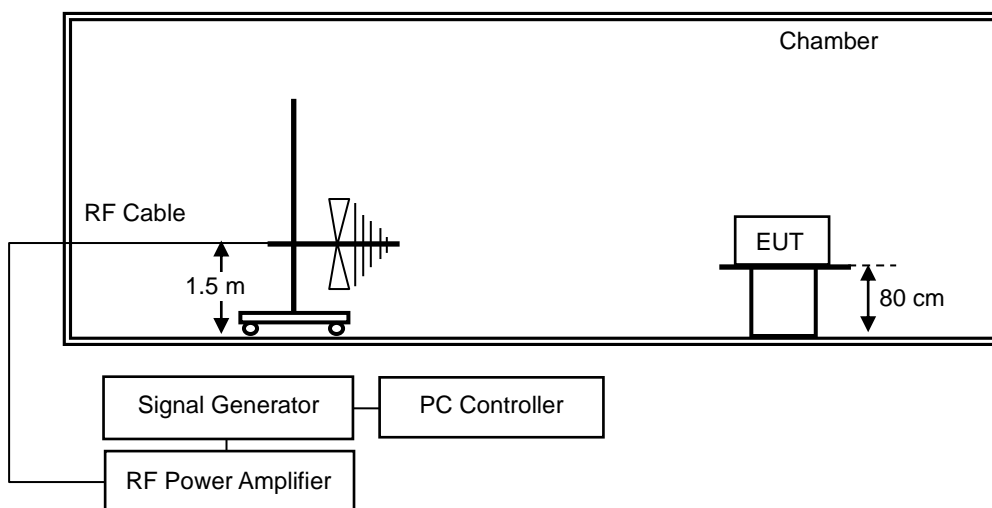 Chamber
RF Cable
EUT
1.5 m
80 cm
Signal Generator
PC Controller
RF Power Amplifier